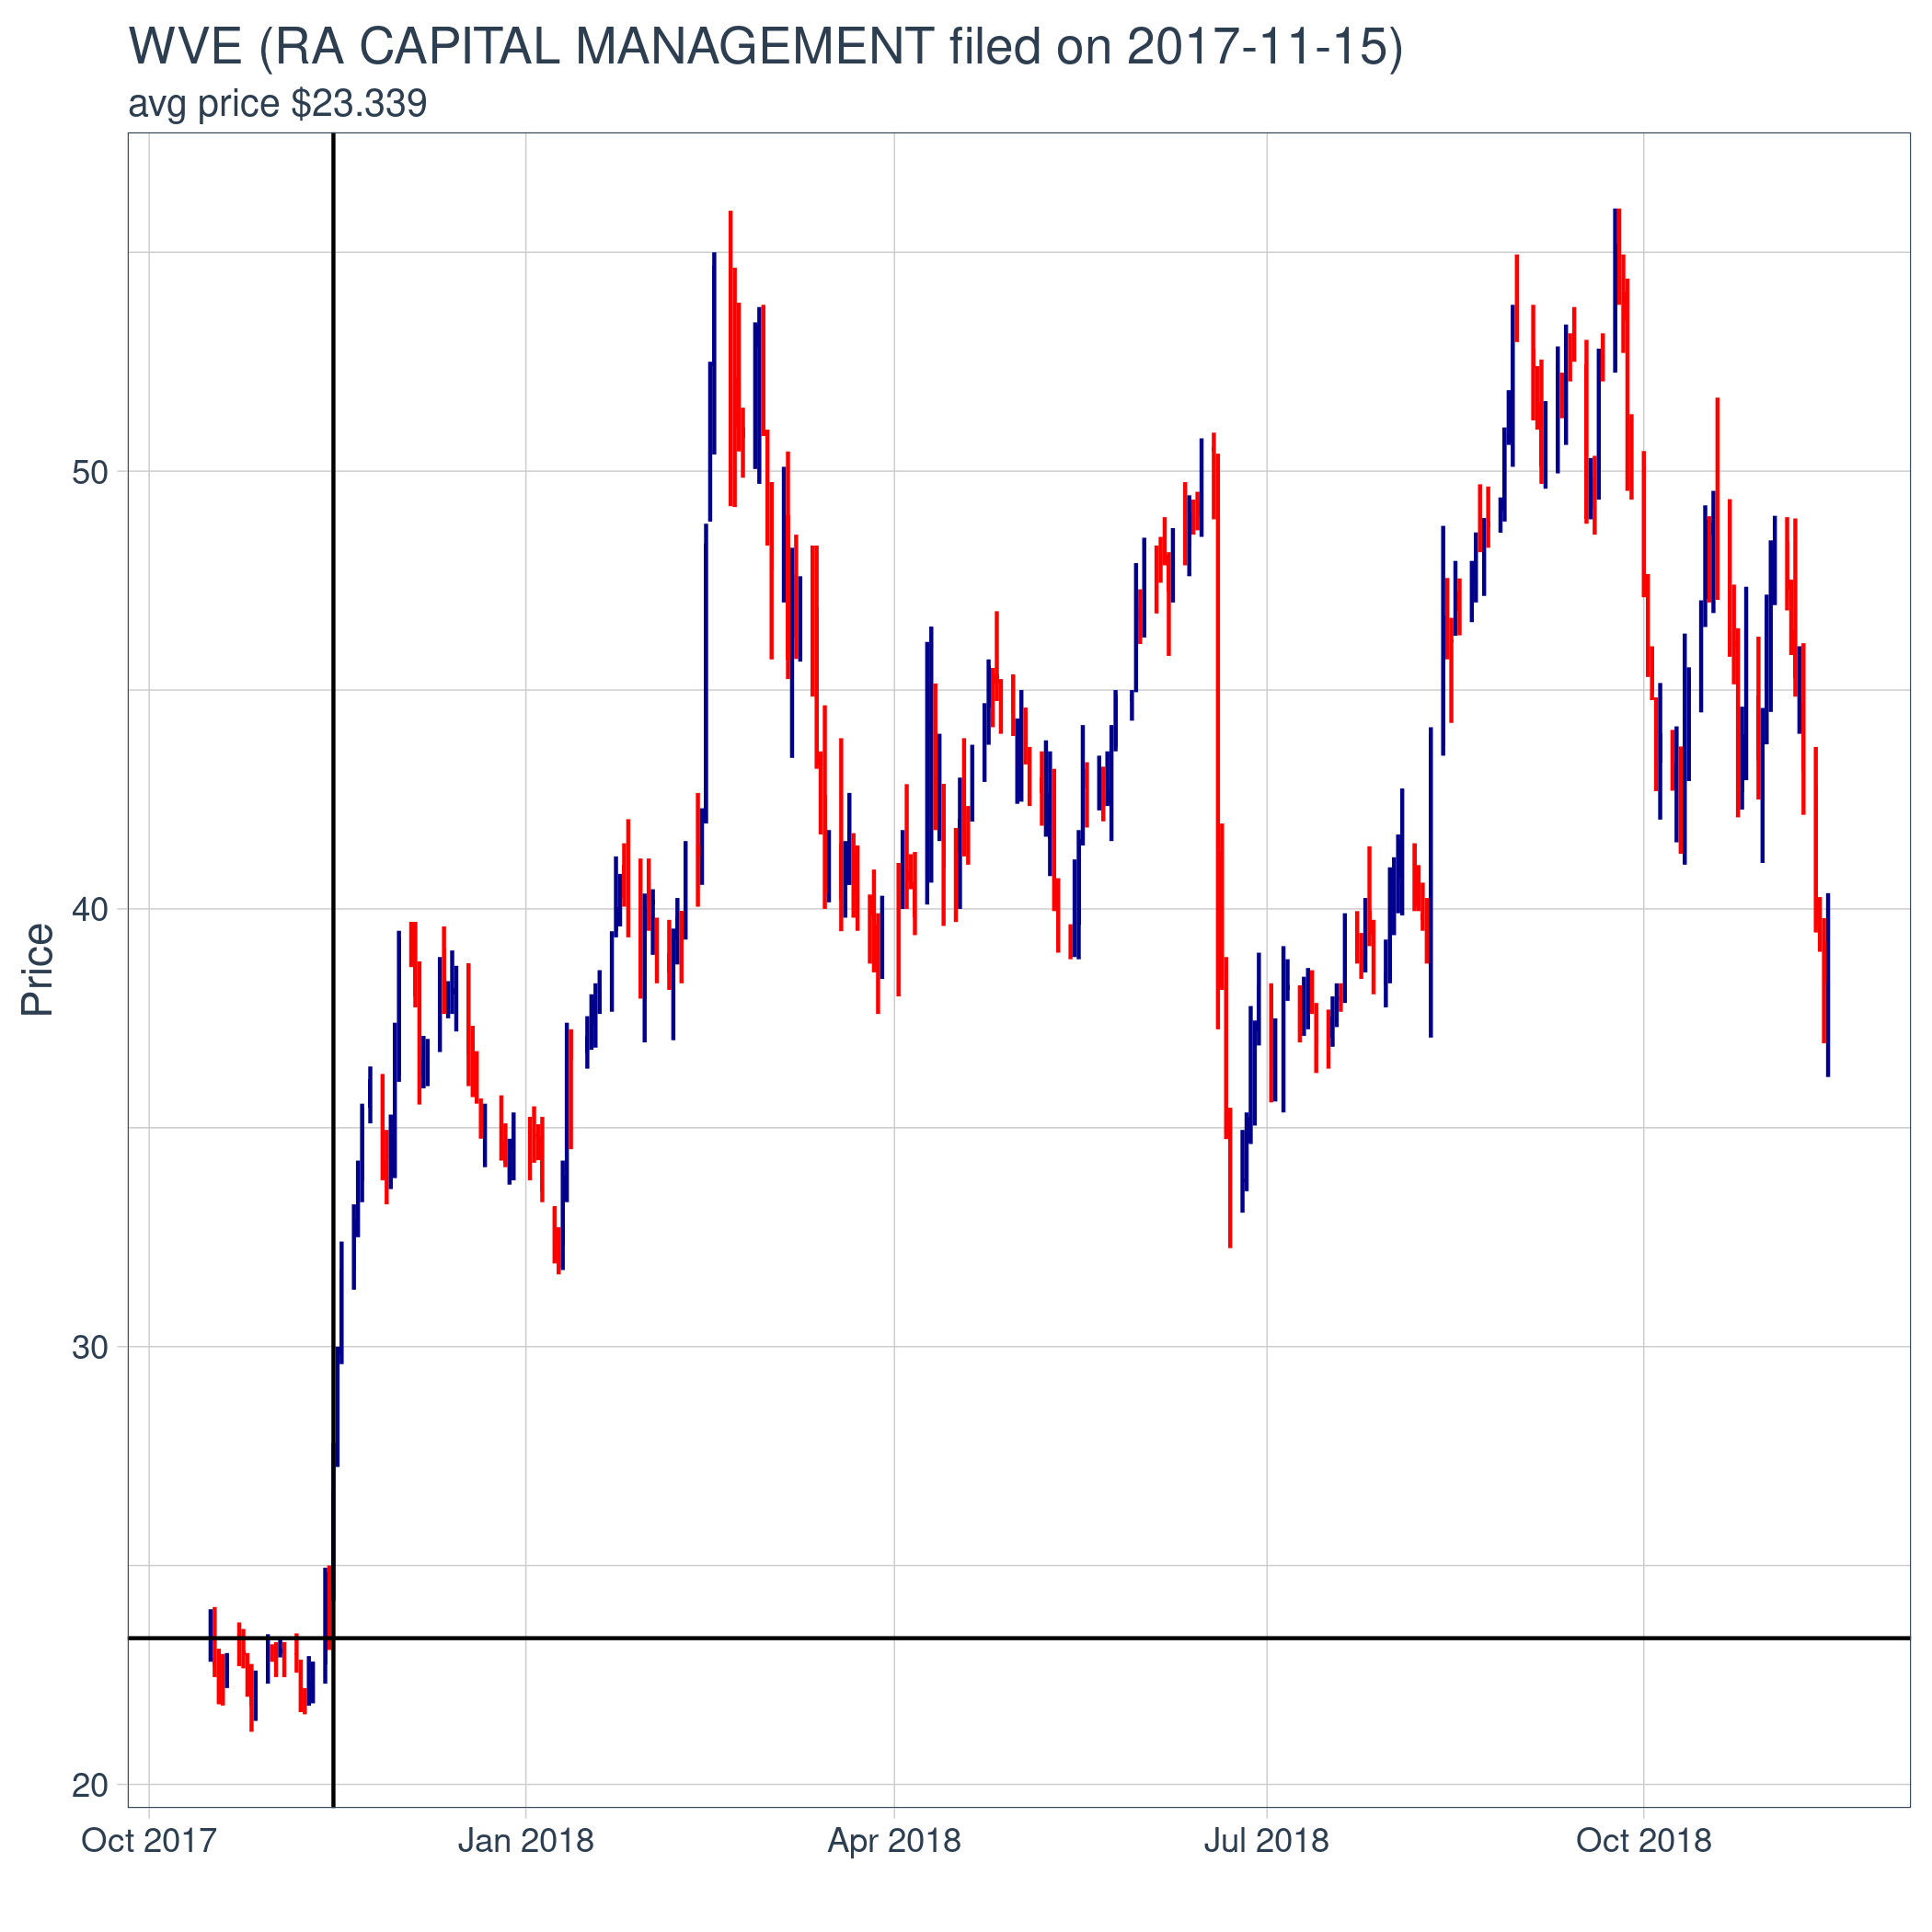 WVE (RA CAPITAL MANAGEMENT filed on 2017-11-15)
avg price $23.339
Price
50
40
30
20
Oct 2017 Jan 2018 Apr 2018 Jul 2018 Oct 2018